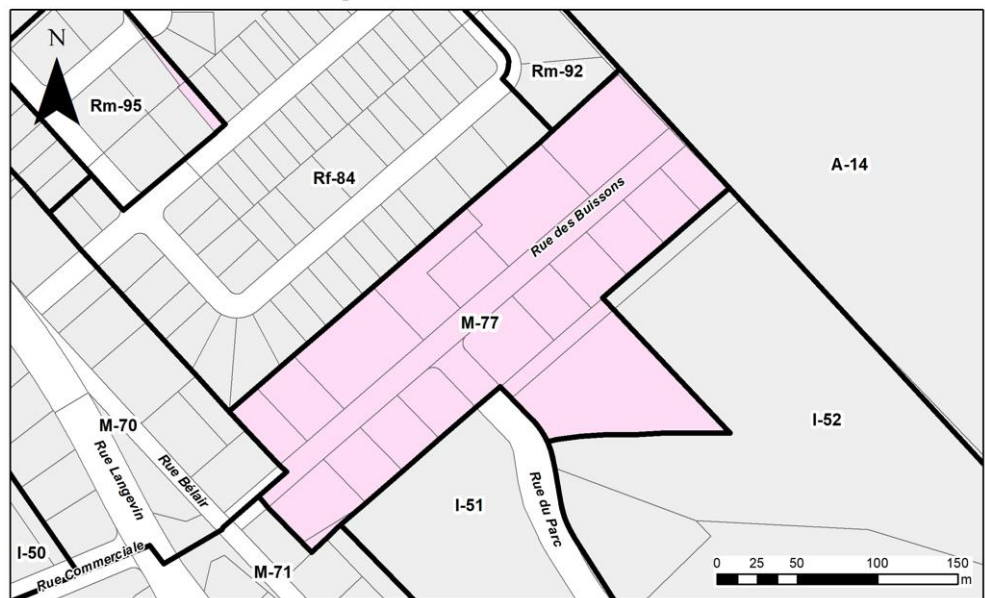 N
Rm-92
Rm-95
A-14
Rf-84
Rue des Buissons
M-77
M-70
I-52
Rue Langevin
Rue Bélair
I-51
Rue du Parc
I-50
Rue Commerciale
M-71
0 25 50 100 150
m